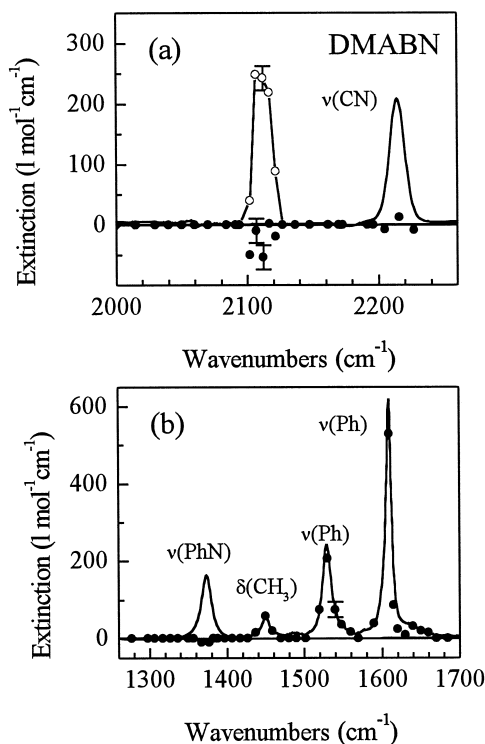 (a)
DMABN
ν(CN)
300
200
100
0
Extinction (l mol⁻¹cm⁻¹)
2000
2100
2200
Wavenumbers (cm⁻¹)
(b)
ν(Ph)
ν(PhN)
δ(CH₃)
ν(Ph)
600
400
200
0
Extinction (l mol⁻¹cm⁻¹)
1300
1400
1500
1600
1700
Wavenumbers (cm⁻¹)